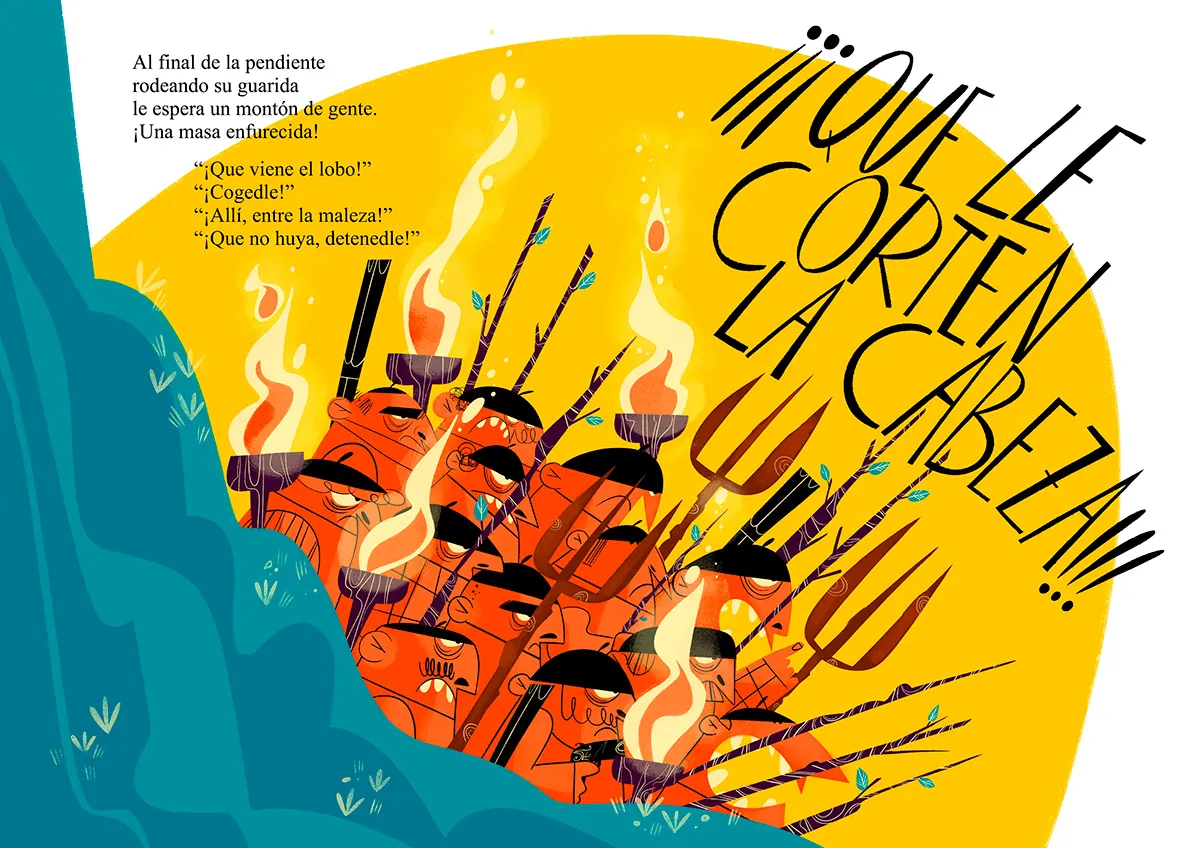 Al final de la pendiente
rodeando su guarida
le espera un montón de gente.
¡Una masa enfurecida!
“¡Que viene el lobo!”
“¡Cogedle!”
“¡Allí, entre la maleza!”
“¡Que no huya, detenedle!”
¡¡¡QUE LE
CORTEN
LA CABEZA!!!